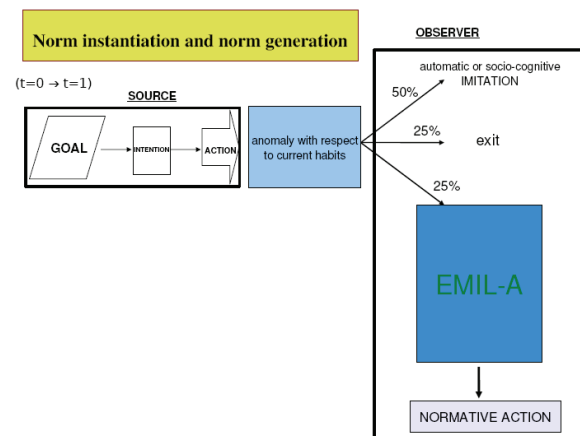 Norm instantiation and norm generation
OBSERVER
(t=0 → t=1)
SOURCE
GOAL
INTENTION
ACTION
anomaly with respect
to current habits
automatic or socio-cognitive
IMITATION
50%
25%
exit
25%
EMIL-A
NORMATIVE ACTION